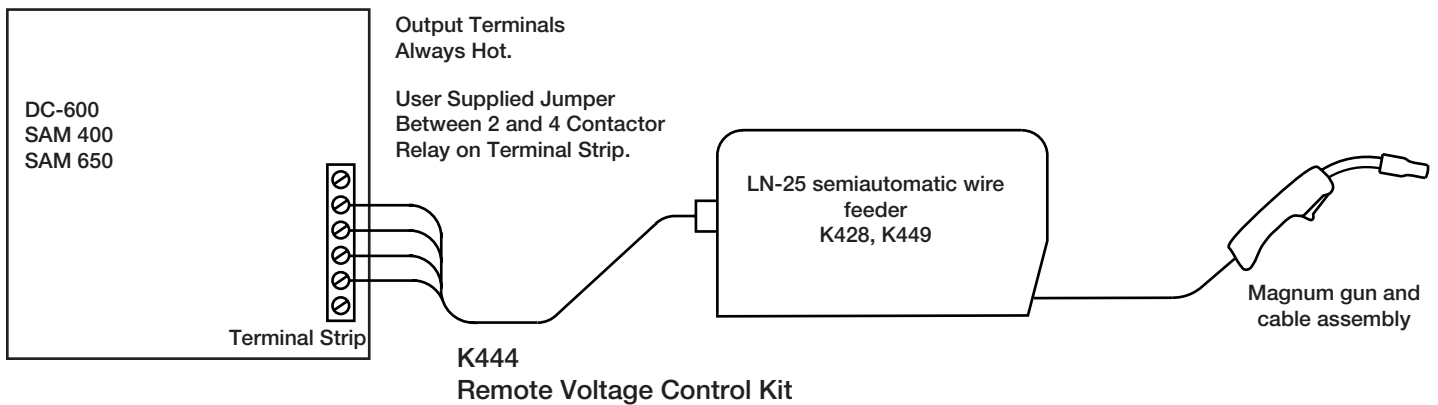 DC-600
SAM 400
SAM 650
Output Terminals
Always Hot.
User Supplied Jumper
Between 2 and 4 Contactor
Relay on Terminal Strip.
Terminal Strip
K444
Remote Voltage Control Kit
LN-25 semiautomatic wire
feeder
K428, K449
Magnum gun and
cable assembly